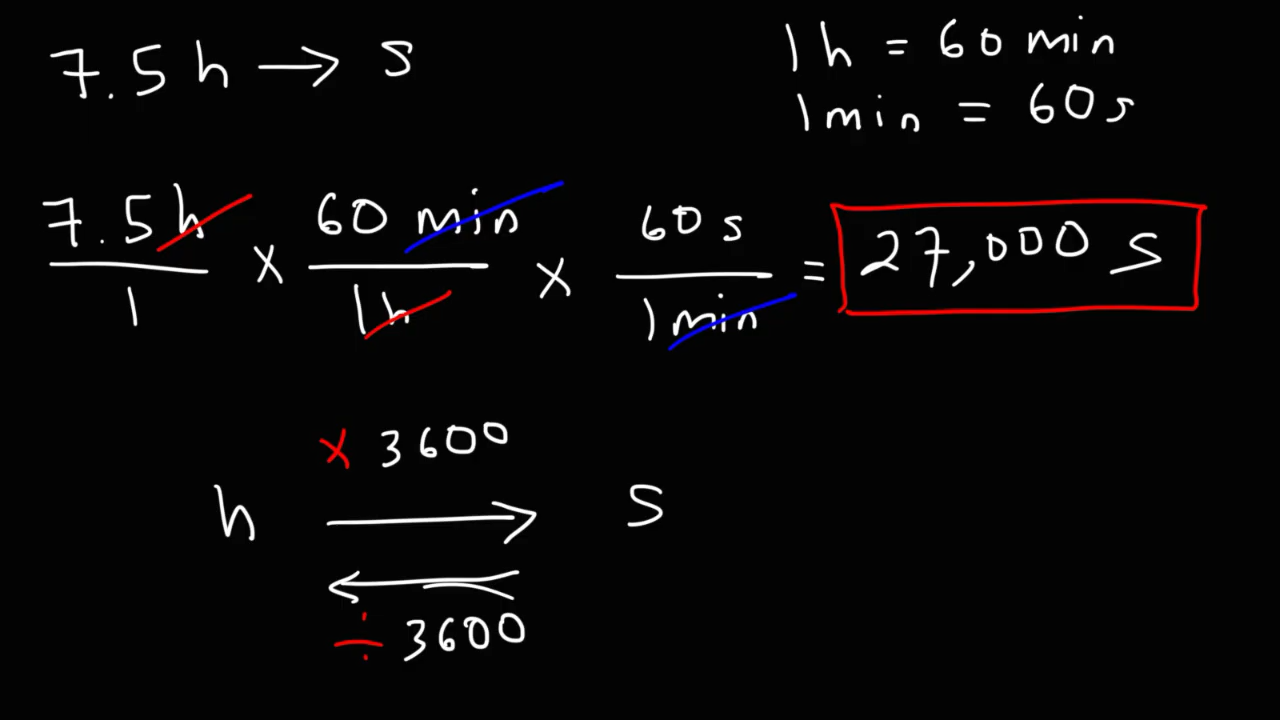 7.5 h → s
1 h = 60 min
1 min = 60 s
7.5 h / 1 × 60 min / 1 h × 60 s / 1 min = 27,000 s
× 3600
h → s
←
÷ 3600